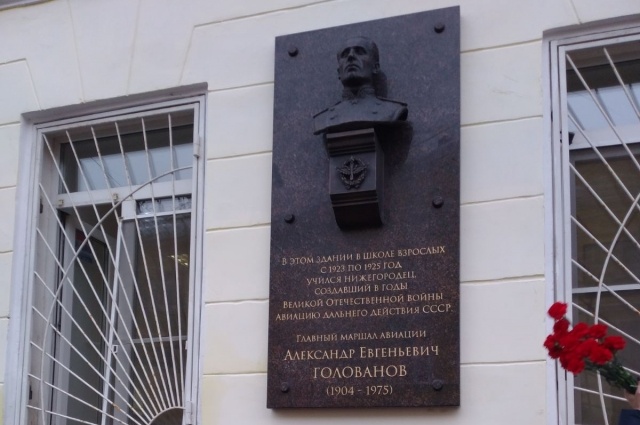 В ЭТОМ ЗДАНИИ В ШКОЛЕ ВЗРОСЛЫХ
С 1923 ПО 1925 ГОД
УЧИЛСЯ НИЖЕГОРОДЕЦ,
СОЗДАВШИЙ В ГОДЫ
ВЕЛИКОЙ ОТЕЧЕСТВЕННОЙ ВОЙНЫ
АВИАЦИЮ ДАЛЬНЕГО ДЕЙСТВИЯ СССР.
ГЛАВНЫЙ МАРШАЛ АВИАЦИИ
АЛЕКСАНДР ЕВГЕНЬЕВИЧ
ГОЛОВАНОВ
(1904 - 1975)